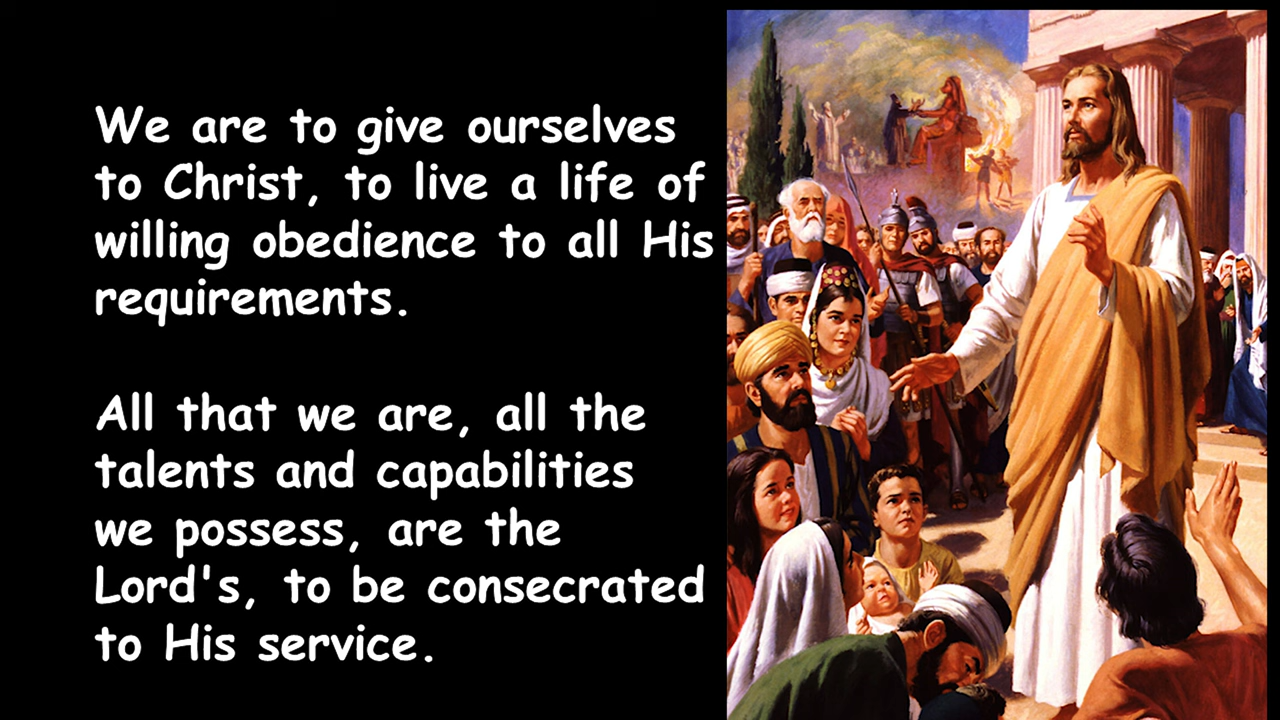 We are to give ourselves
to Christ, to live a life of
willing obedience to all His
requirements.
All that we are, all the
talents and capabilities
we possess, are the
Lord's, to be consecrated
to His service.